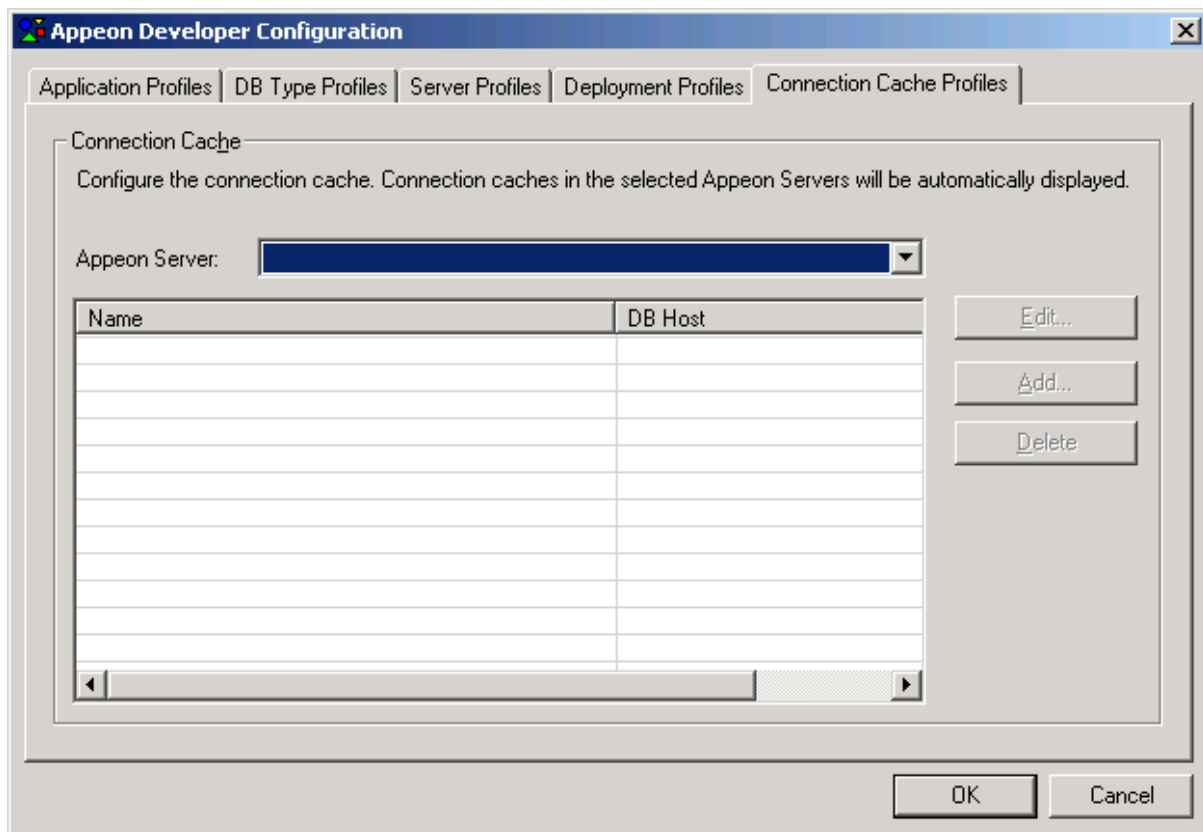 Appeon Developer Configuration
Application Profiles DB Type Profiles Server Profiles Deployment Profiles Connection Cache Profiles
Connection Cache
Configure the connection cache. Connection caches in the selected Appeon Servers will be automatically displayed.
Appeon Server:
Name DB Host
Edit...
Add...
Delete
OK Cancel